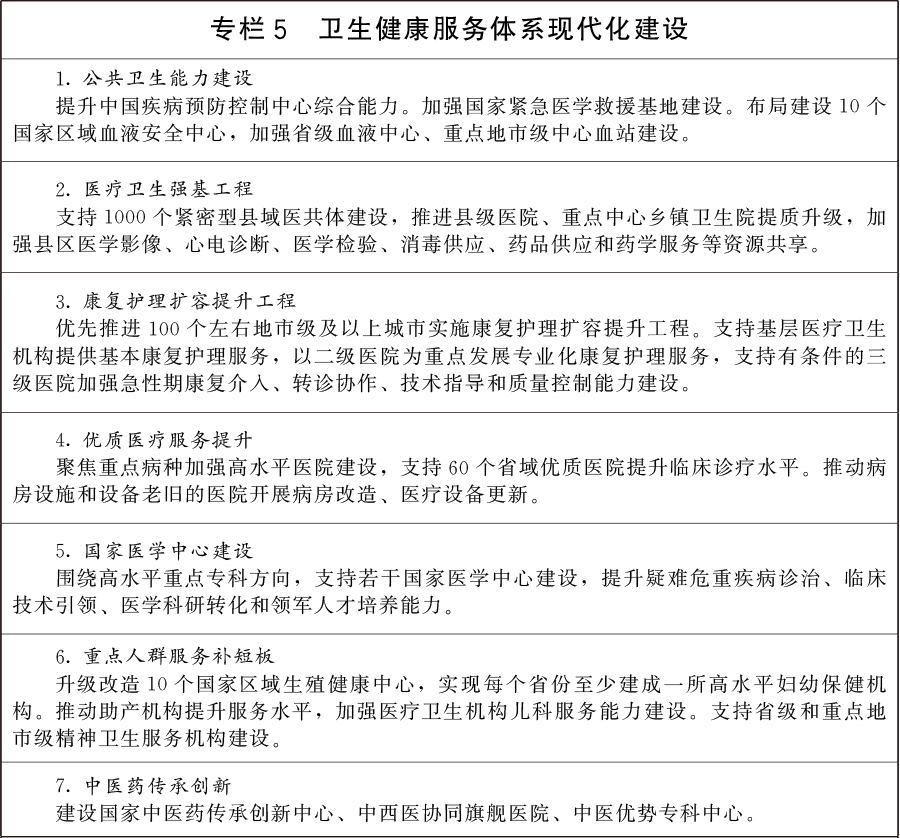 专栏 5 卫生健康服务体系现代化建设
1. 公共卫生能力建设
提升中国疾病预防控制中心综合能力。加强国家紧急医学救援基地建设。布局建设 10 个
国家区域血液安全中心，加强省级血液中心、重点地市级中心血站建设。
2. 医疗卫生强基工程
支持 1000 个紧密型县域医共体建设，推进县级医院、重点中心乡镇卫生院提质升级，加
强县区医学影像、心电诊断、医学检验、消毒供应、药品供应和药学服务等资源共享。
3. 康复护理扩容提升工程
优先推进 100 个左右地市级及以上城市实施康复护理扩容提升工程。支持基层医疗卫生
机构提供基本康复护理服务，以二级医院为重点发展专业化康复护理服务，支持有条件的三
级医院加强急性期康复介入、转诊协作、技术指导和质量控制能力建设。
4. 优质医疗服务提升
聚焦重点病种加强高水平医院建设，支持 60 个省域优质医院提升临床诊疗水平。推动病
房设施和设备老旧的医院开展病房改造、医疗设备更新。
5. 国家医学中心建设
围绕高水平重点专科方向，支持若干国家医学中心建设，提升疑难危重疾病诊治、临床
技术引领、医学科研转化和领军人才培养能力。
6. 重点人群服务补短板
升级改造 10 个国家区域生殖健康中心，实现每个省份至少建成一所高水平妇幼保健机
构。推动助产机构提升服务水平，加强医疗卫生机构儿科服务能力建设。支持省级和重点地
市级精神卫生服务机构建设。
7. 中医药传承创新
建设国家中医药传承创新中心、中西医协同旗舰医院、中医优势专科中心。